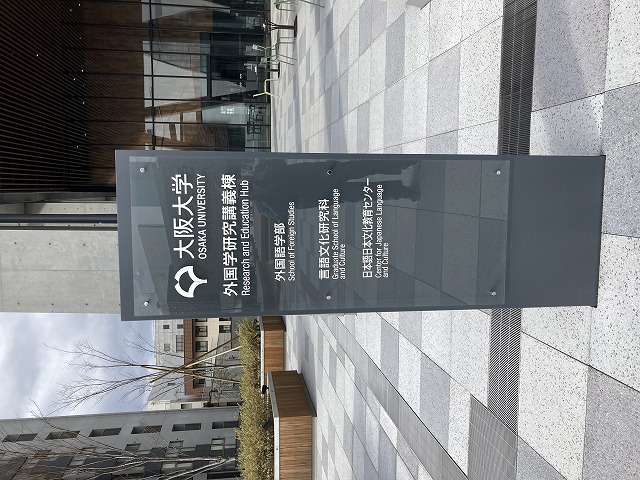 大阪大学
OSAKA UNIVERSITY
外国学研究講義棟
Research and Education Hub
外国語学部
School of Foreign Studies
言語文化研究科
Graduate School of Language
and Culture
日本語日本文化教育センター
Center for Japanese Language
and Culture